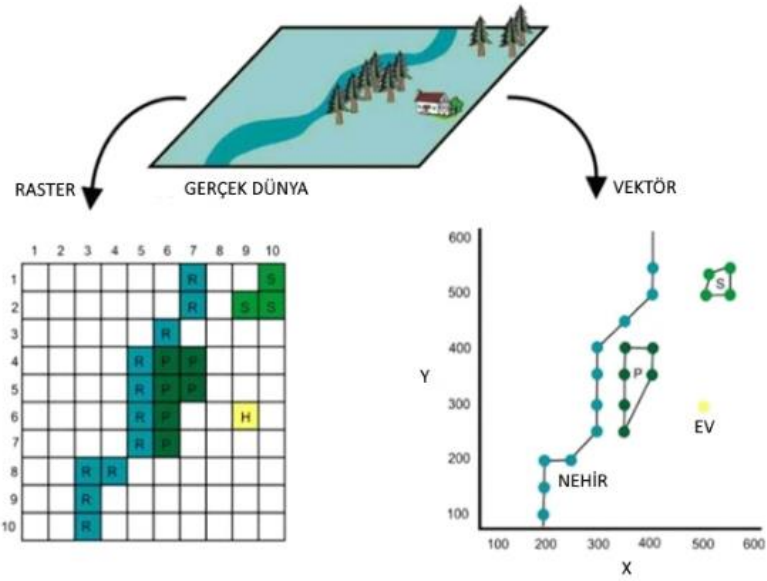 RASTER
GERÇEK DÜNYA
VEKTÖR
1 2 3 4 5 6 7 8 9 10
1 R S
2 R S S
3 R
4 R P P
5 R P P
6 R P H
7 R P
8 R R
9 R
10 R
600
500
400
300
200
100
Y
S
P
EV
NEHİR
100 200 300 400 500 600
X